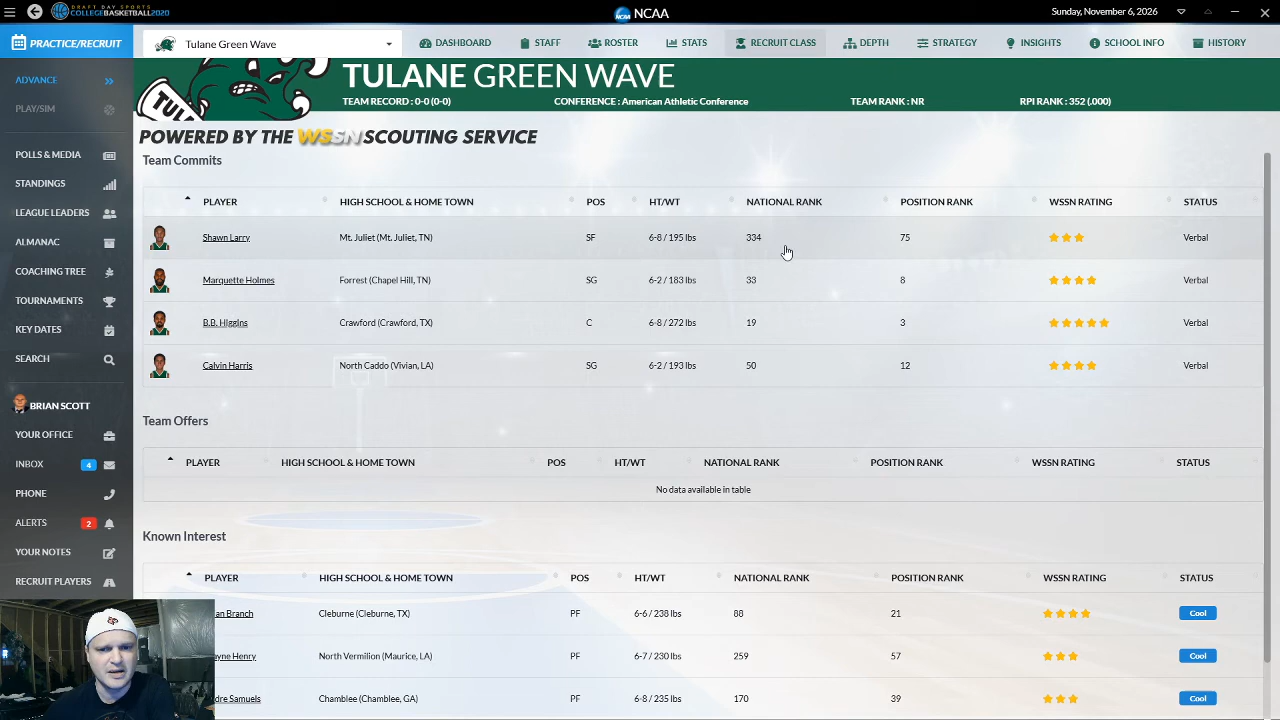 DRAFT DAY SPORTS
COLLEGE BASKETBALL 2020
NCAA
NCAA
Sunday, November 6, 2026
PRACTICE/RECRUIT
Tulane Green Wave
DASHBOARD
STAFF
ROSTER
STATS
RECRUIT CLASS
DEPTH
STRATEGY
INSIGHTS
SCHOOL INFO
HISTORY
ADVANCE
PLAY/SIM
POLLS & MEDIA
STANDINGS
LEAGUE LEADERS
ALMANAC
COACHING TREE
TOURNAMENTS
KEY DATES
SEARCH
BRIAN SCOTT
YOUR OFFICE
INBOX 4
PHONE
ALERTS 2
YOUR NOTES
RECRUIT PLAYERS
TUL
TULANE GREEN WAVE
TEAM RECORD : 0-0 (0-0) CONFERENCE : American Athletic Conference TEAM RANK : NR RPI RANK : 352 (.000)
POWERED BY THE WSSN SCOUTING SERVICE
Team Commits
PLAYER HIGH SCHOOL & HOME TOWN POS HT/WT NATIONAL RANK POSITION RANK WSSN RATING STATUS
Shawn Larry Mt. Juliet (Mt. Juliet, TN) SF 6-8 / 195 lbs 334 75 Verbal
Marquette Holmes Forrest (Chapel Hill, TN) SG 6-2 / 183 lbs 33 8 Verbal
B.B. Higgins Crawford (Crawford, TX) C 6-8 / 272 lbs 19 3 Verbal
Calvin Harris North Caddo (Vivian, LA) SG 6-2 / 193 lbs 50 12 Verbal
Team Offers
PLAYER HIGH SCHOOL & HOME TOWN POS HT/WT NATIONAL RANK POSITION RANK WSSN RATING STATUS
No data available in table
Known Interest
PLAYER HIGH SCHOOL & HOME TOWN POS HT/WT NATIONAL RANK POSITION RANK WSSN RATING STATUS
Branch Cleburne (Cleburne, TX) PF 6-6 / 238 lbs 88 21 Cool
Henry North Vermilion (Maurice, LA) PF 6-7 / 230 lbs 259 57 Cool
Samuels Chamblee (Chamblee, GA) PF 6-8 / 235 lbs 170 39 Cool